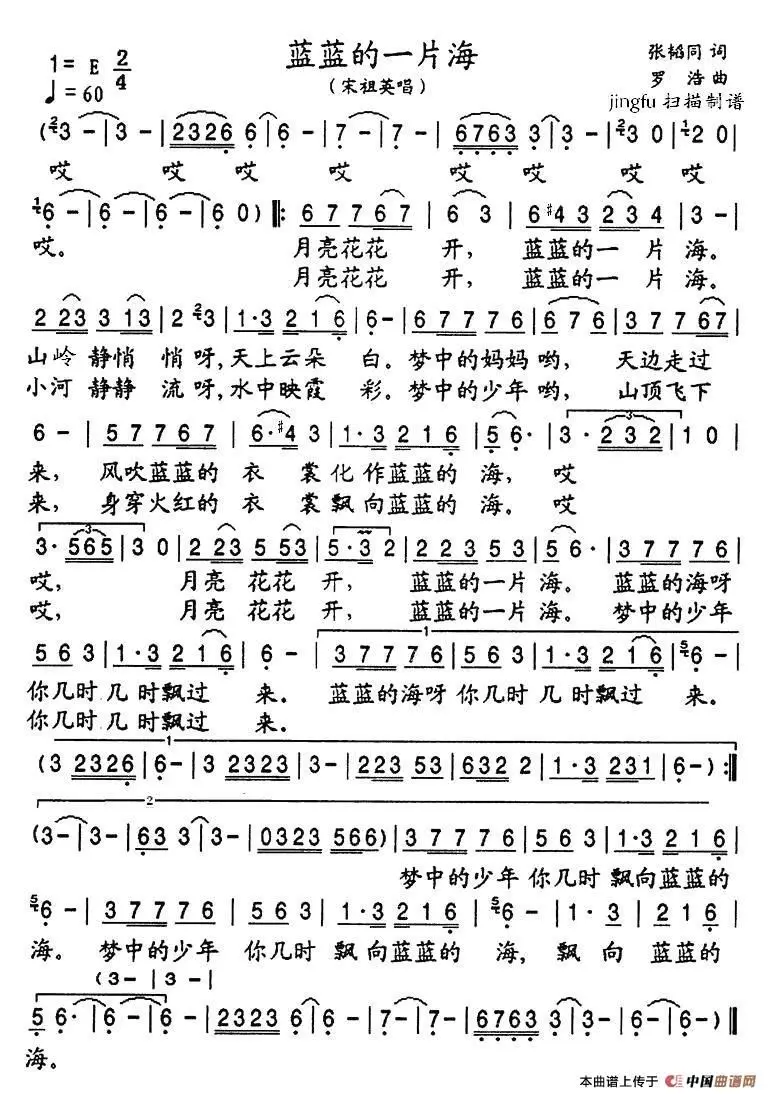 蓝蓝的一片海
1= E 2/4
♩=60
（宋祖英唱）
张韬同 词
罗 浩 曲
jingfu 扫描制谱
(3 - | 3 - | 2326 6 | 6 - | 7 - | 7 - | 6763 3 | 3 - | 3 0 | 2 0 |
哎 哎 哎 哎 哎 哎 哎
6 - | 6 - | 6 - | 6 0 ) ‖: 6 7 7 6 7 | 6 3 | 6 #4 3 2 3 4 | 3 - |
哎。 月亮花花 开， 蓝蓝的一 片 海。
月亮花花 开， 蓝蓝的一 片 海。
2 23 3 13 | 2 3 | 1·3 2 1 6 | 6 - | 6 7 7 7 6 | 5 6 · | 3 7 7 67 |
山岭 静悄 悄呀,天上云朵 白。梦中的妈妈 哟， 天边走过
小河 静静 流呀,水中映霞 彩。梦中的少年 哟， 山顶飞下
6 - | 5 7 7 6 7 | 6·#4 3 | 1·3 2 1 6 | 5 6· | 3· 2 3 2 | 1 0 |
来， 风吹蓝蓝的 衣 裳化作蓝蓝的 海， 哎
来， 身穿火红的 衣 裳飘向蓝蓝的 海。 哎
3· 565 | 3 0 | 2 23 5 53 | 5·3 2 | 2 2 3 5 3 | 5 6· | 3 7 7 7 6 |
哎， 月亮 花花 开， 蓝蓝的一片 海。 蓝蓝的海呀
哎， 月亮 花花 开， 蓝蓝的一片 海。 梦中的少年
5 6 3 | 1·3 2 1 6 | 6 - | 3 7 7 7 6 | 5 6 3 | 1·3 2 1 6 | 6 - |
你几时几 时飘过 来。 蓝蓝的海呀 你几时几 时飘过 来。
你几时几 时飘过 来。
(3 2326 | 6 - | 3 2323 | 3 - | 223 53 | 632 2 | 1·3 231 | 6 - ) :‖
(3 - | 3 - | 63 3 | 3 - | 0323 566) | 3 7 7 7 6 | 5 6 3 | 1·3 2 1 6 |
梦中的少年 你几时 飘向蓝蓝的
6 - | 3 7 7 7 6 | 5 6 3 | 1·3 2 1 6 | 6 - | 1· 3 | 2 1 6 |
海。 梦中的少年 你几时 飘向蓝蓝的 海，飘 向 蓝蓝的
(3 - | 3 - |
5 6· | 6 - | 6 - | 2323 6 | 6 - | 7 - | 7 - | 6763 3 | 3 - | 3 - ‖
海。
本曲谱上传于 中国曲谱网